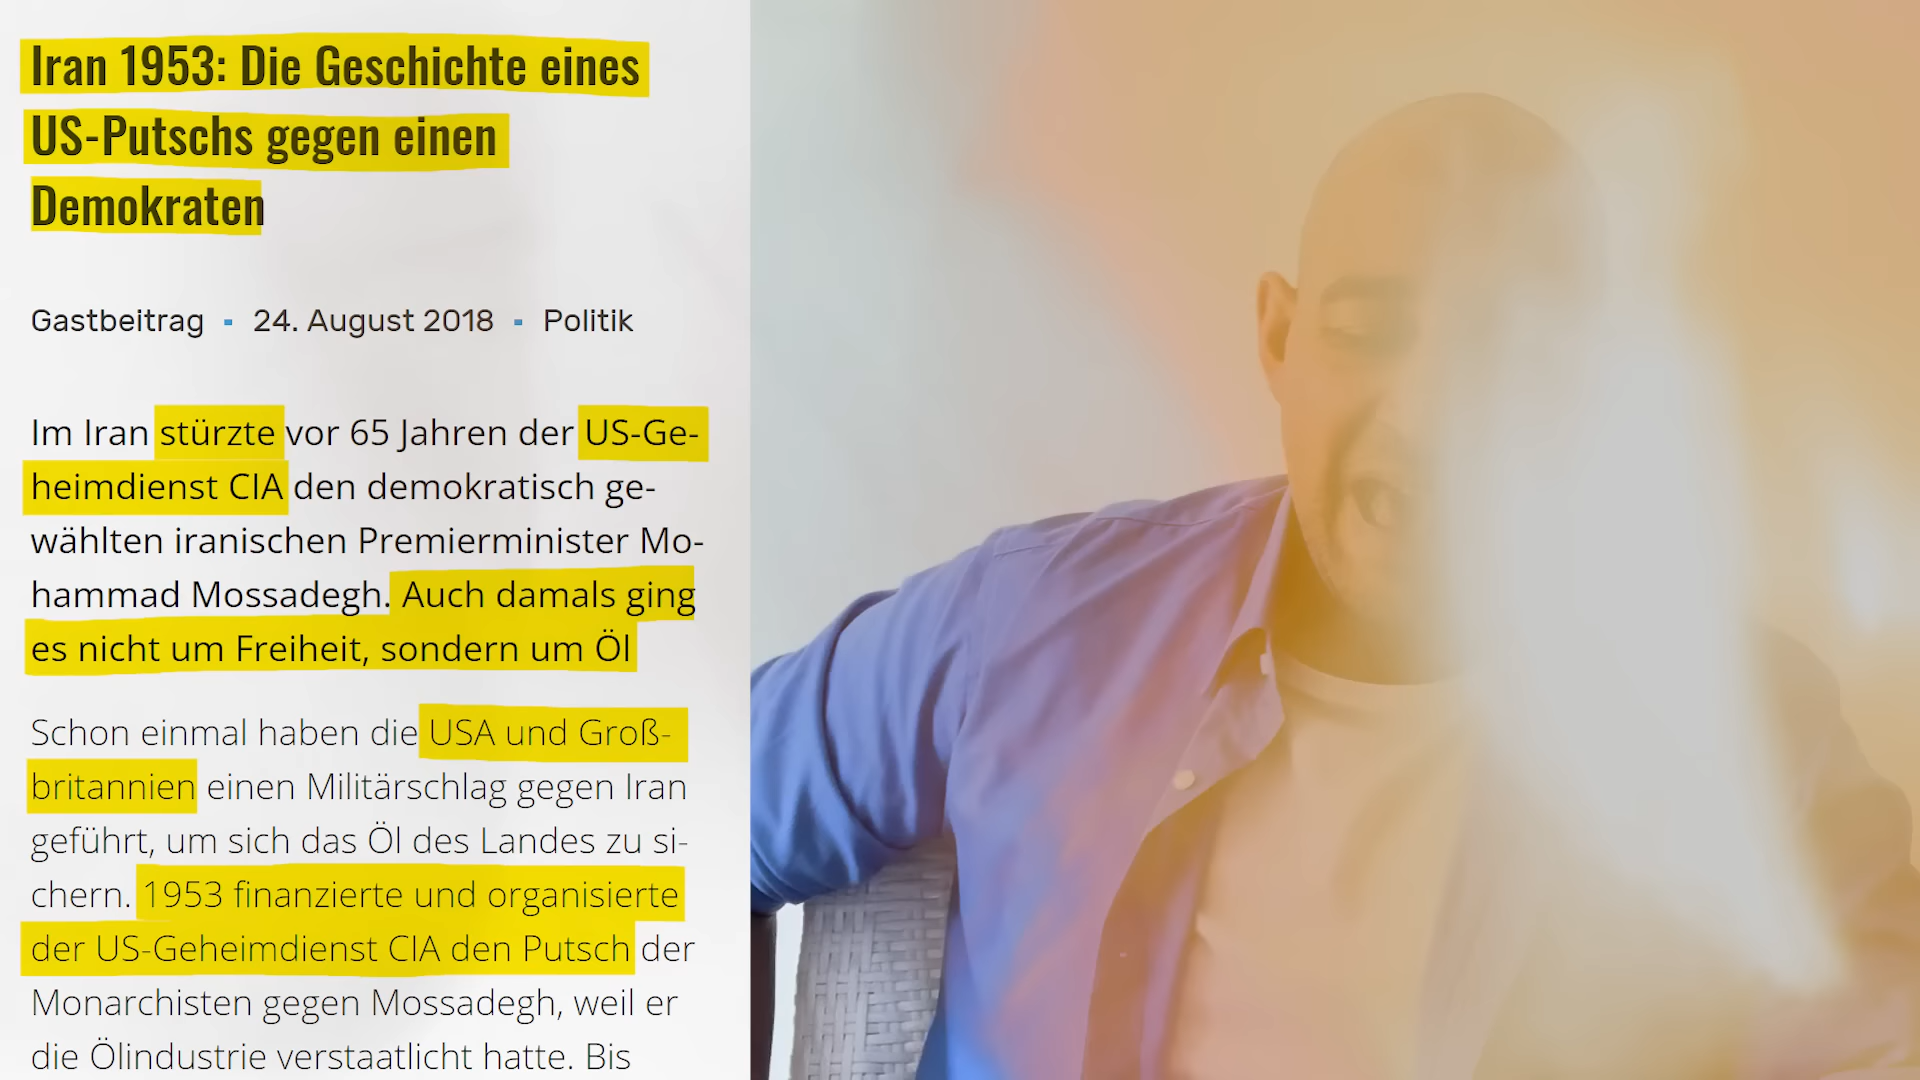 Iran 1953: Die Geschichte eines
US-Putschs gegen einen
Demokraten
Gastbeitrag ▪ 24. August 2018 ▪ Politik
Im Iran stürzte vor 65 Jahren der US-Ge-
heimdienst CIA den demokratisch ge-
wählten iranischen Premierminister Mo-
hammad Mossadegh. Auch damals ging
es nicht um Freiheit, sondern um Öl
Schon einmal haben die USA und Groß-
britannien einen Militärschlag gegen Iran
geführt, um sich das Öl des Landes zu si-
chern. 1953 finanzierte und organisierte
der US-Geheimdienst CIA den Putsch der
Monarchisten gegen Mossadegh, weil er
die Ölindustrie verstaatlicht hatte. Bis